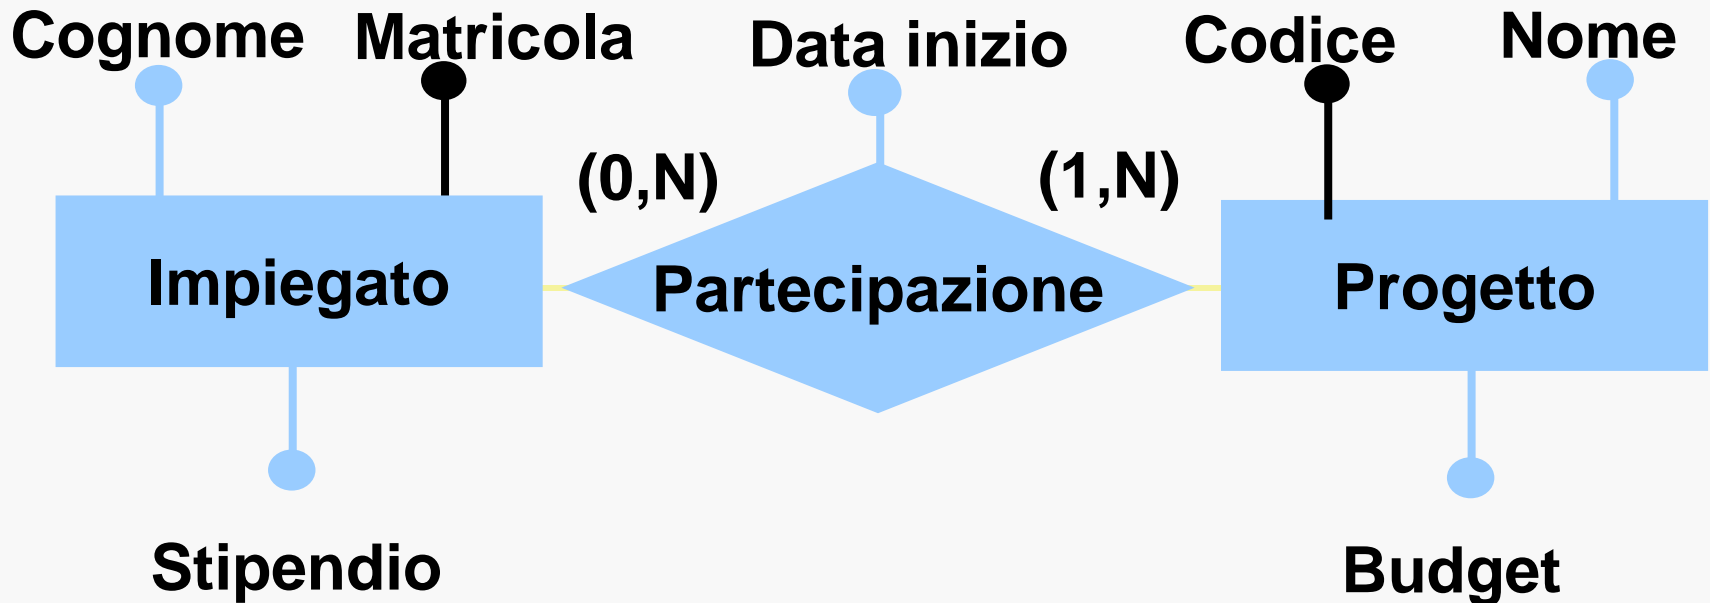 Cognome Matricola Data inizio Codice Nome
(0,N) (1,N)
Impiegato Partecipazione Progetto
Stipendio Budget